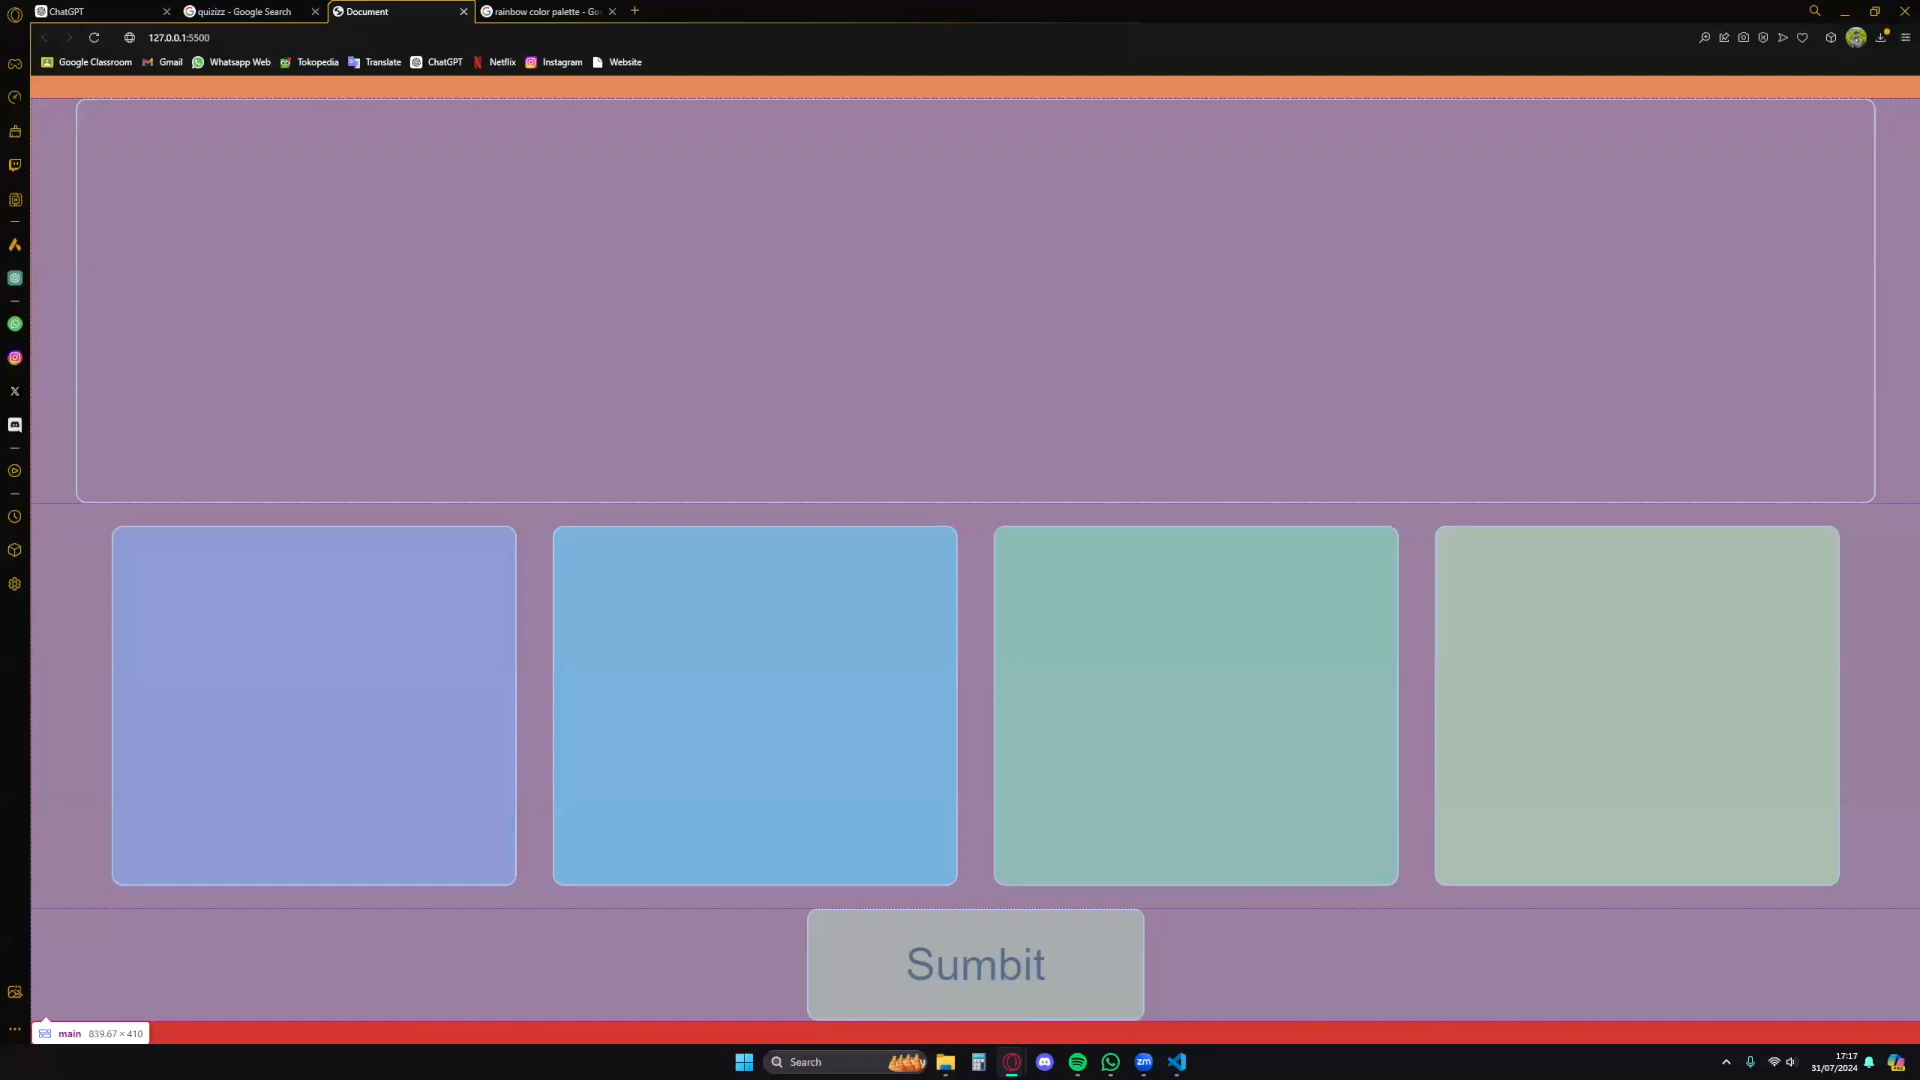 ChatGPT
quizizz - Google Search
Document
rainbow color palette - Go
127.0.0.1:5500
Google Classroom
Gmail
Whatsapp Web
Tokopedia
Translate
ChatGPT
Netflix
Instagram
Website
Sumbit
main 839.67 × 410
Search
zm
17:17
31/07/2024